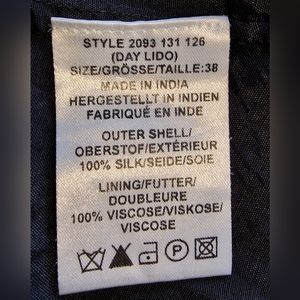 STYLE 2093 131 126
(DAY LIDO)
SIZE/GRÖSSE/TAILLE:38
MADE IN INDIA
HERGESTELLT IN INDIEN
FABRIQUÉ EN INDE
OUTER SHELL/
OBERSTOF/EXTÉRIEUR
100% SILK/SEIDE/SOIE
LINING/FUTTER/
DOUBLEURE
100% VISCOSE/VISKOSE/
VISCOSE
P